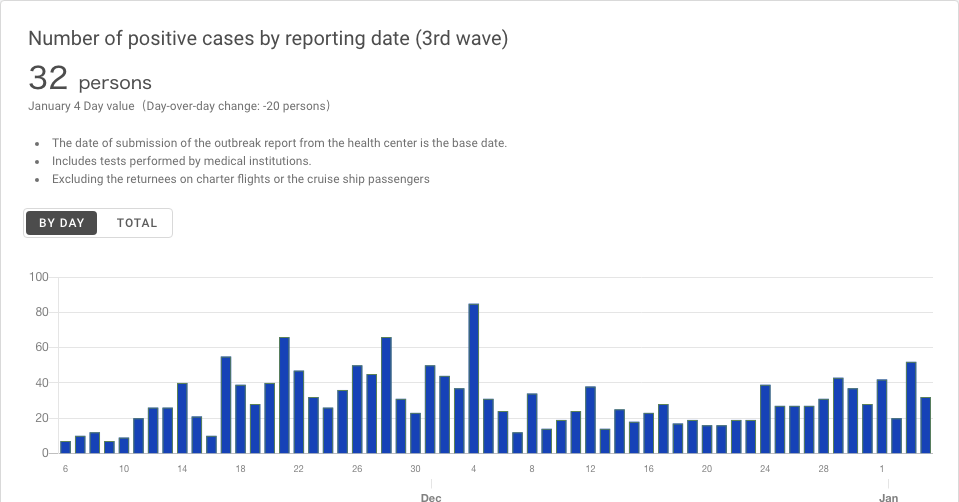 Number of positive cases by reporting date (3rd wave)
32 persons
January 4 Day value (Day-over-day change: -20 persons)
• The date of submission of the outbreak report from the health center is the base date.
• Includes tests performed by medical institutions.
• Excluding the returnees on charter flights or the cruise ship passengers
BY DAY TOTAL
100
80
60
40
20
0
6 10 14 18 22 26 30 4 8 12 16 20 24 28 1
Dec Jan